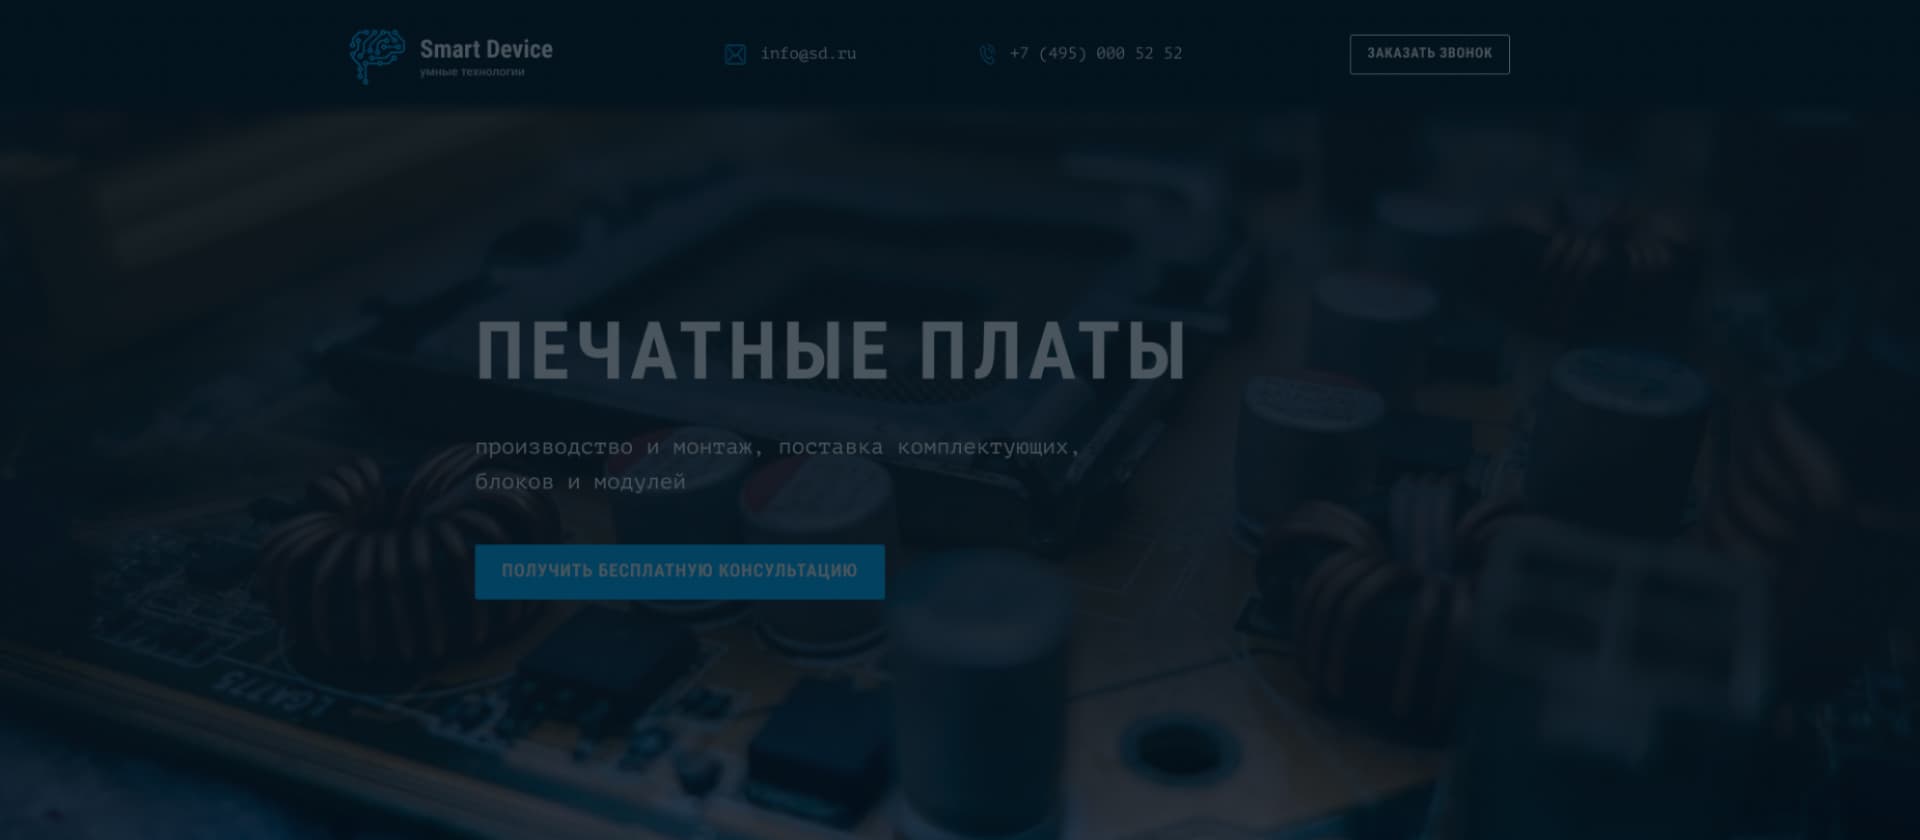 Smart Device
умные технологии
info@sd.ru
+7 (495) 000 52 52
ЗАКАЗАТЬ ЗВОНОК
ПЕЧАТНЫЕ ПЛАТЫ
производство и монтаж, поставка комплектующих,
блоков и модулей
ПОЛУЧИТЬ БЕСПЛАТНУЮ КОНСУЛЬТАЦИЮ
LGA775